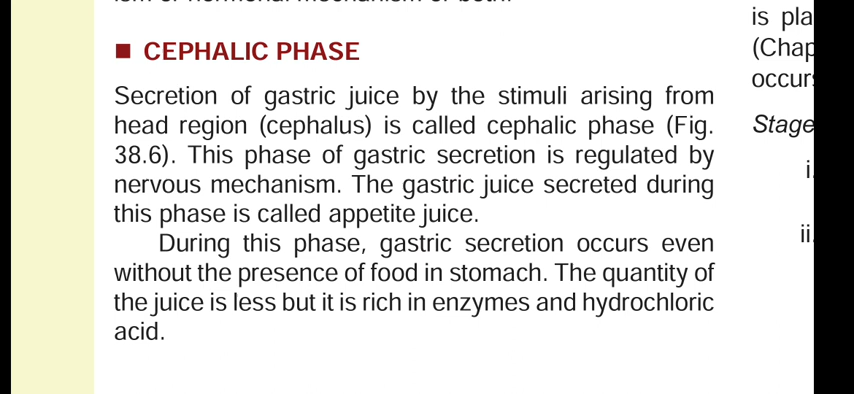 CEPHALIC PHASE
Secretion of gastric juice by the stimuli arising from
head region (cephalus) is called cephalic phase (Fig.
38.6). This phase of gastric secretion is regulated by
nervous mechanism. The gastric juice secreted during
this phase is called appetite juice.
During this phase, gastric secretion occurs even
without the presence of food in stomach. The quantity of
the juice is less but it is rich in enzymes and hydrochloric
acid.
is pla
(Chap
occurs
Stage
i.
ii.